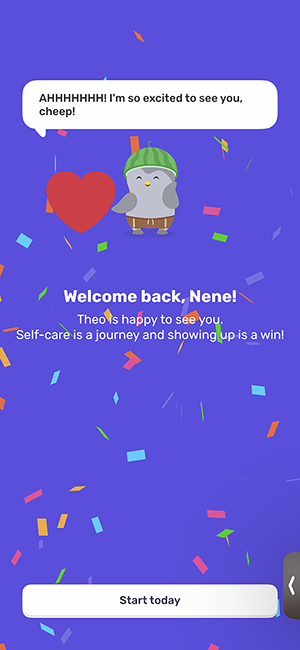 AHHHHHHH! I'm so excited to see you,
cheep!
Welcome back, Nene!
Theo is happy to see you.
Self-care is a journey and showing up is a win!
Start today